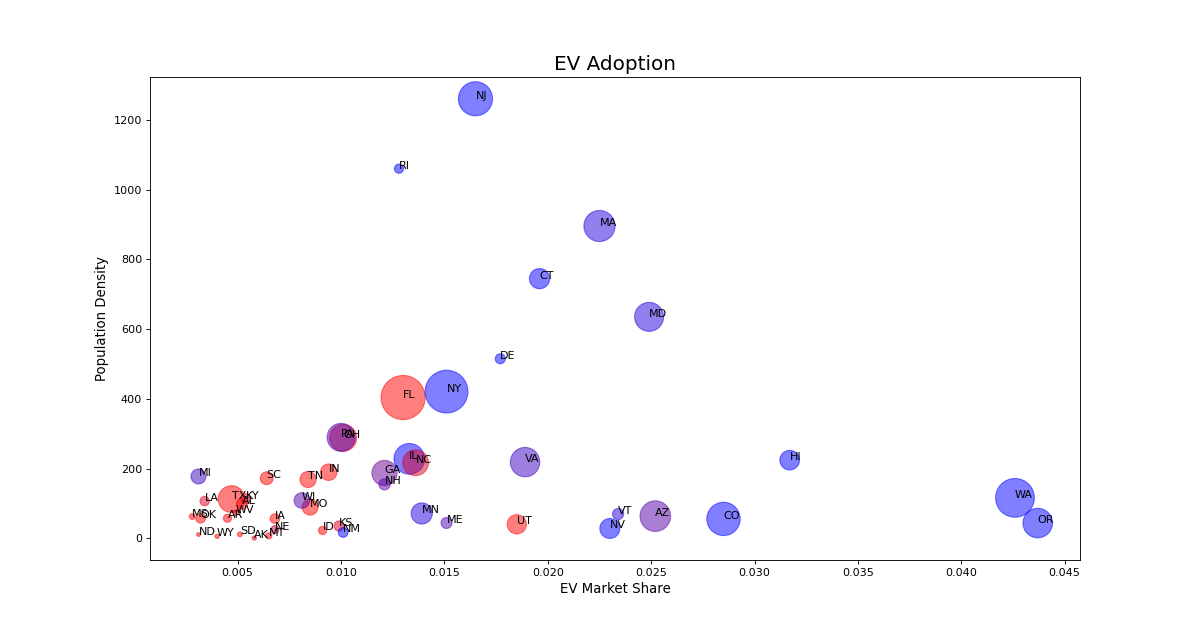 EV Adoption
Population Density
1200
1000
800
600
400
200
0
NJ
RI
MA
CT
MD
DE
NY
FL
OH
IL
NC
VA
HI
GA
NH
IN
TN
SC
MI
LA
TX
KY
AL
WV
WI
MO
MS
OK
AR
IA
NE
KS
NM
ID
ND
WY
SD
AK
MT
MN
ME
UT
VT
NV
AZ
CO
WA
OR
0.005
0.010
0.015
0.020
0.025
0.030
0.035
0.040
0.045
EV Market Share